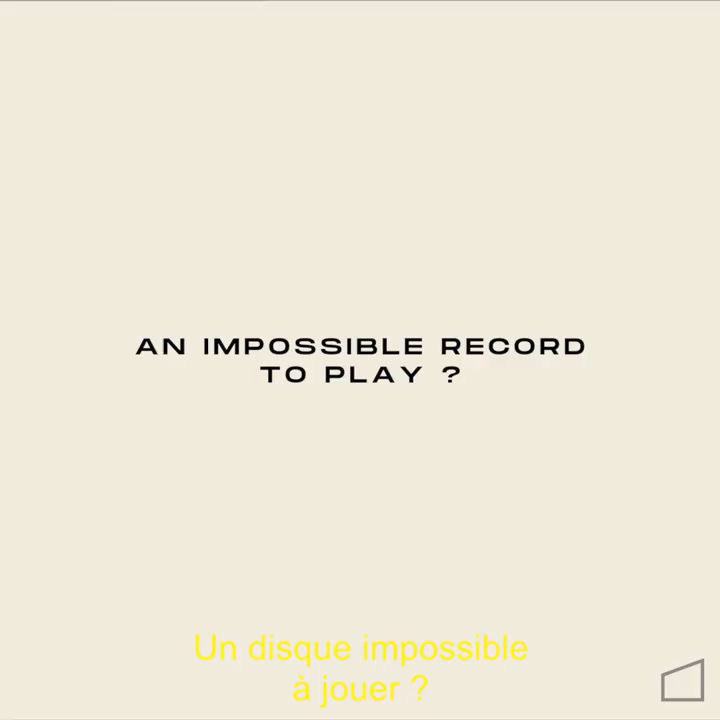 AN IMPOSSIBLE RECORD
TO PLAY ?
Un disque impossible
à jouer ?